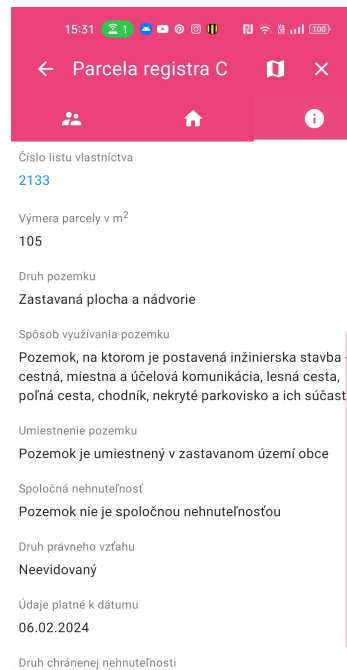 15:31 1 100
Parcela registra C
Číslo listu vlastníctva
2133
Výmera parcely v m²
105
Druh pozemku
Zastavaná plocha a nádvorie
Spôsob využívania pozemku
Pozemok, na ktorom je postavená inžinierska stavba -
cestná, miestna a účelová komunikácia, lesná cesta,
poľná cesta, chodník, nekryté parkovisko a ich súčast
Umiestnenie pozemku
Pozemok je umiestnený v zastavanom území obce
Spoločná nehnuteľnosť
Pozemok nie je spoločnou nehnuteľnosťou
Druh právneho vzťahu
Neevidovaný
Údaje platné k dátumu
06.02.2024
Druh chránenej nehnuteľnosti